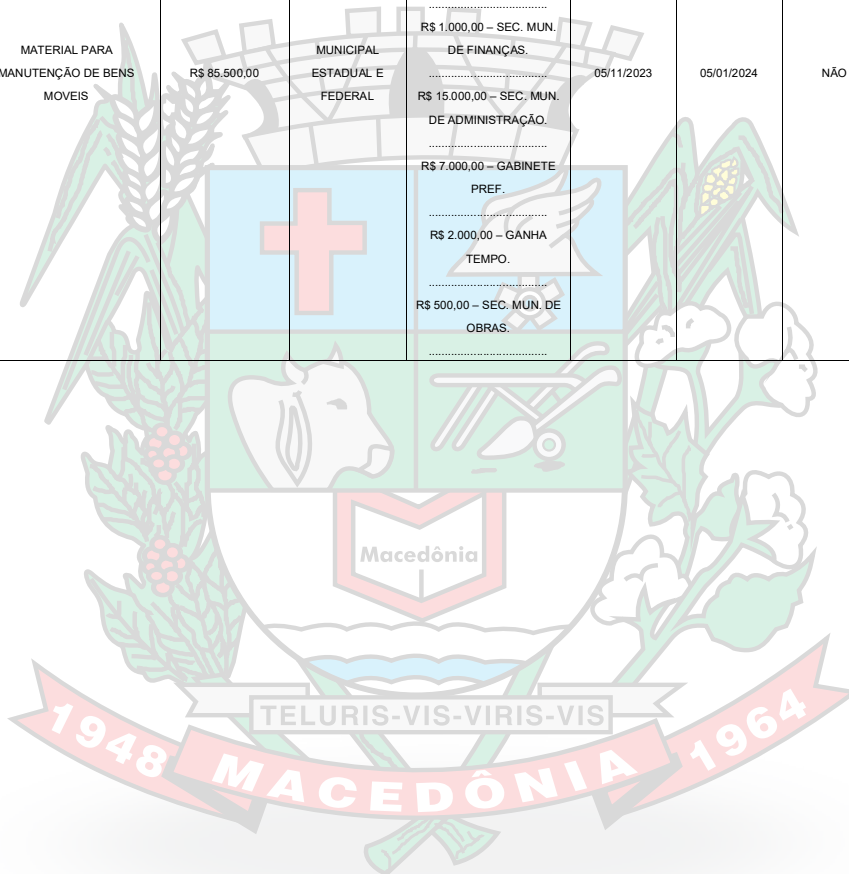 ....................................
R$ 1.000,00 – SEC. MUN.
DE FINANÇAS.
....................................
R$ 15.000,00 – SEC. MUN.
DE ADMINISTRAÇÃO.
....................................
R$ 7.000,00 – GABINETE
PREF.
....................................
R$ 2.000,00 – GANHA
TEMPO.
....................................
R$ 500,00 – SEC. MUN. DE
OBRAS.
....................................
MATERIAL PARA
MANUTENÇÃO DE BENS
MOVEIS
R$ 85.500,00
MUNICIPAL
ESTADUAL E
FEDERAL
05/11/2023
05/01/2024
NÃO
Macedônia
TELURIS-VIS-VIRIS-VIS
1948
MACEDÔNIA
1964